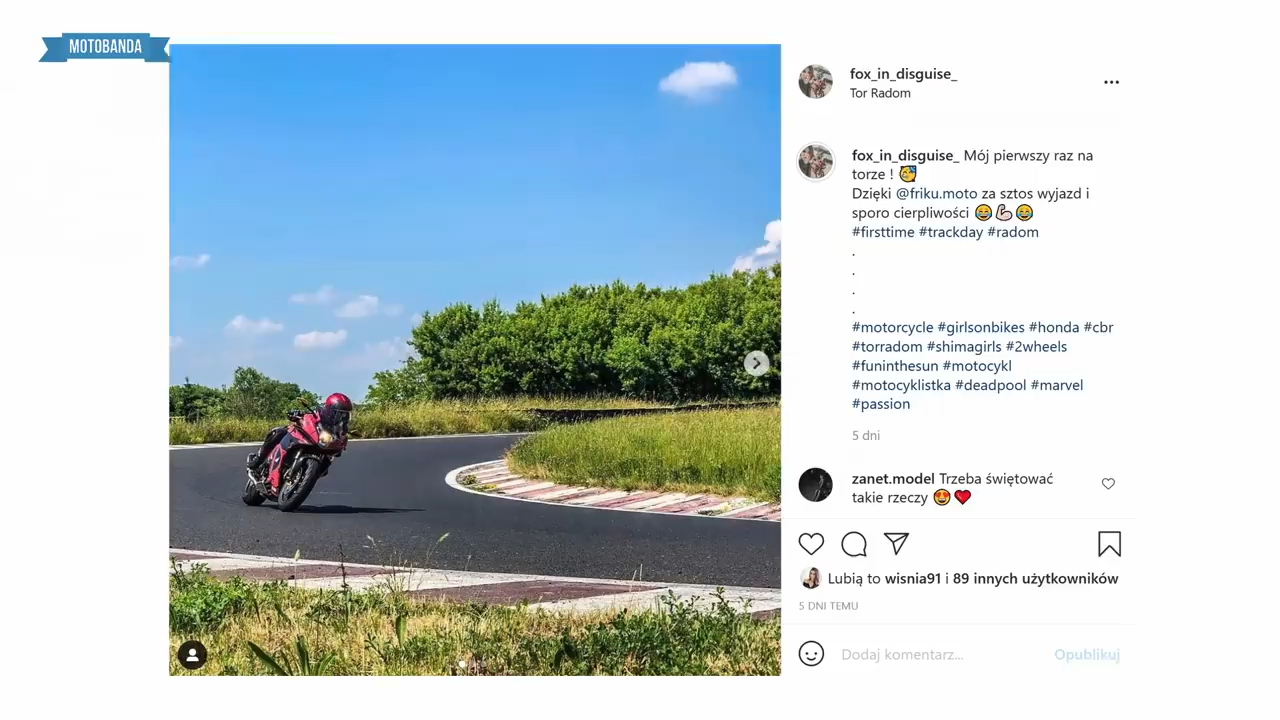 MOTOBANDA
fox_in_disguise_
Tor Radom
fox_in_disguise_ Mój pierwszy raz na
torze ! 🥳
Dzięki @friku.moto za sztos wyjazd i
sporo cierpliwości 😂💪🏻😂
#firsttime #trackday #radom
.
.
.
.
#motorcycle #girlsonbikes #honda #cbr
#torradom #shimagirls #2wheels
#funinthesun #motocykl
#motocyklistka #deadpool #marvel
#passion
5 dni
zanet.model Trzeba świętować
takie rzeczy 😍❤️
Lubią to wisnia91 i 89 innych użytkowników
5 DNI TEMU
Dodaj komentarz...
Opublikuj